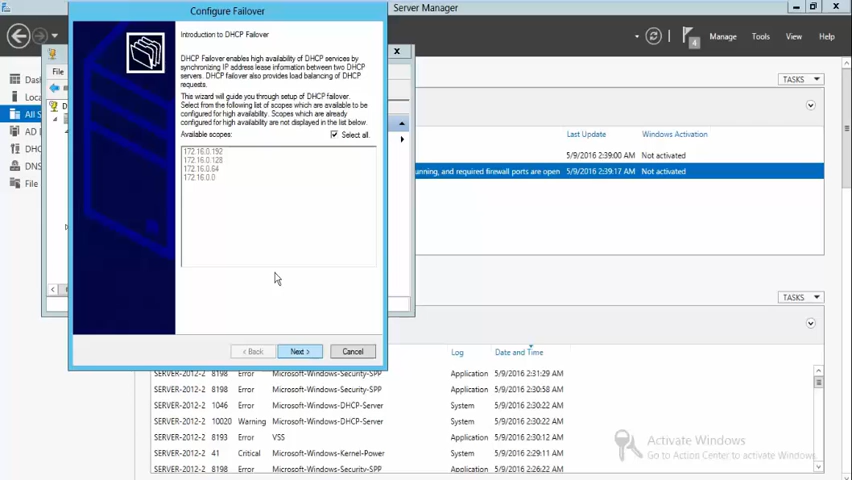 Configure Failover
Server Manager
4
Manage
Tools
View
Help
Introduction to DHCP Failover
DHCP Failover enables high availability of DHCP services by
synchronizing IP address lease information between two DHCP
servers. DHCP failover also provides load balancing of DHCP
requests.
This wizard will guide you through setup of DHCP failover.
Select from the following list of scopes which are available to be
configured for high availability. Scopes which are already
configured for high availability are not displayed in the list below.
Available scopes:
Select all
172.16.0.192
172.16.0.128
172.16.0.64
172.16.0.0
< Back
Next >
Cancel
File
Das
Loca
All S
AD
DHC
DNS
File
D
TASKS
Last Update
Windows Activation
5/9/2016 2:39:00 AM Not activated
unning, and required firewall ports are open 5/9/2016 2:39:17 AM Not activated
TASKS
Log
Date and Time
SERVER-2012-2 8198 Error Microsoft-Windows-Security-SPP Application 5/9/2016 2:31:29 AM
SERVER-2012-2 8198 Error Microsoft-Windows-Security-SPP Application 5/9/2016 2:30:58 AM
SERVER-2012-2 1046 Error Microsoft-Windows-DHCP-Server System 5/9/2016 2:30:22 AM
SERVER-2012-2 10020 Warning Microsoft-Windows-DHCP-Server System 5/9/2016 2:30:22 AM
SERVER-2012-2 8193 Error VSS Application 5/9/2016 2:30:12 AM
SERVER-2012-2 41 Critical Microsoft-Windows-Kernel-Power System 5/9/2016 2:29:11 AM
SERVER-2012-2 8198 Error Microsoft-Windows-Security-SPP Application 5/9/2016 2:26:22 AM
Activate Windows
Go to Action Center to activate Windows.